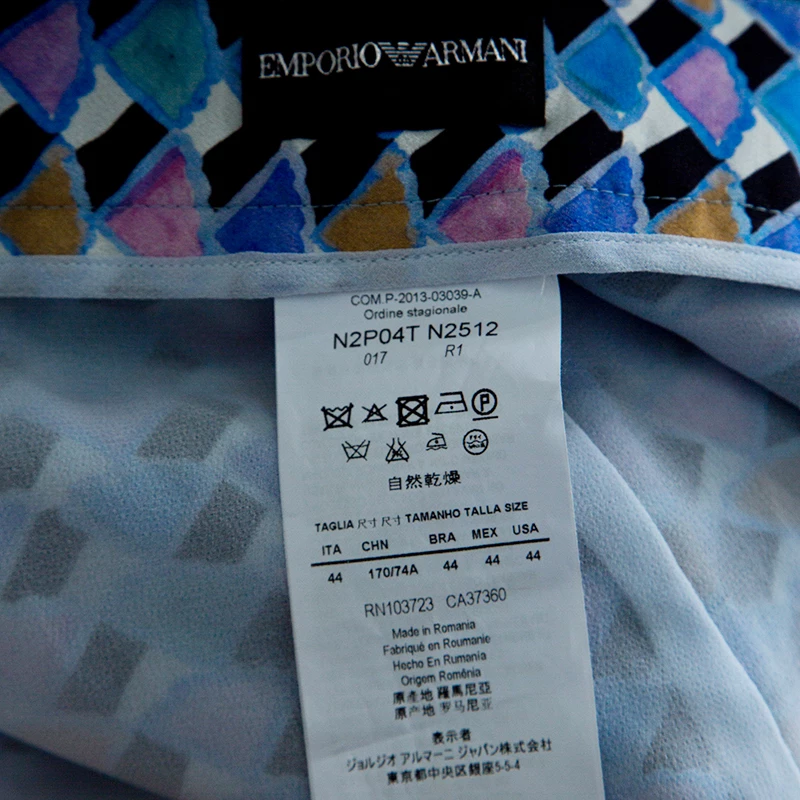 EMPORIO ARMANI
COM.P-2013-03039-A
Ordine stagionale
N2P04T N2512
017 R1
P
自然乾燥
TAGLIA 尺寸 尺寸 TAMANHO TALLA SIZE
ITA CHN BRA MEX USA
44 170/74A 44 44 44
RN103723 CA37360
Made in Romania
Fabriqué en Roumanie
Hecho En Rumania
Origem Romênia
原產地 羅馬尼亞
原产地 罗马尼亚
表示者
ジョルジオ アルマーニ ジャパン株式会社
東京都中央区銀座5-5-4